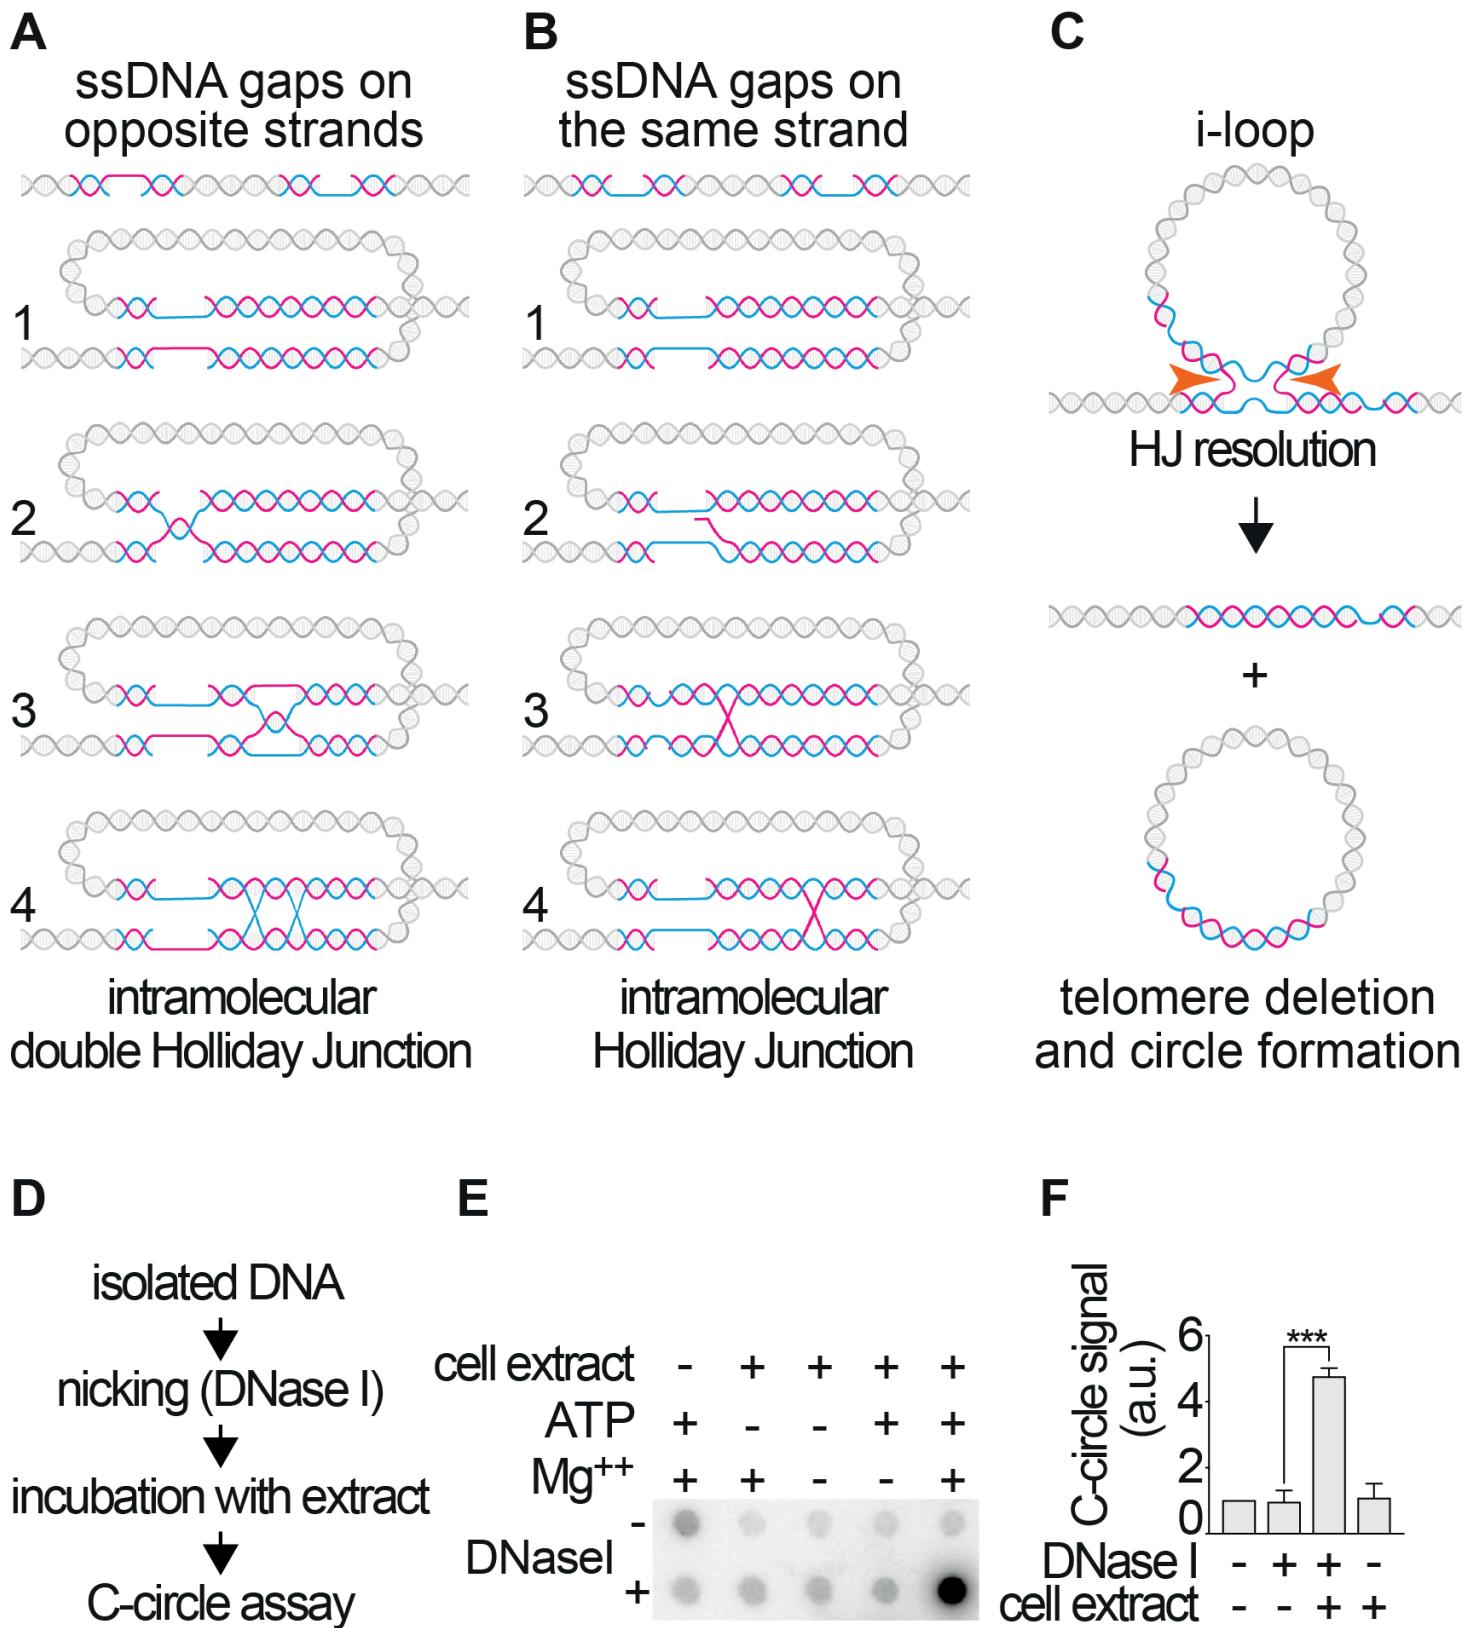 A
ssDNA gaps on
opposite strands
1
2
3
4
intramolecular
double Holliday Junction
B
ssDNA gaps on
the same strand
1
2
3
4
intramolecular
Holliday Junction
C
i-loop
HJ resolution
+
telomere deletion
and circle formation
D
isolated DNA
nicking (DNase I)
incubation with extract
C-circle assay
E
cell extract - + + + +
ATP + - - + +
Mg++ + + - - +
-
DNaseI
+
F
C-circle signal
(a.u.)
6
4
2
0
***
DNase I - + + -
cell extract - - + +